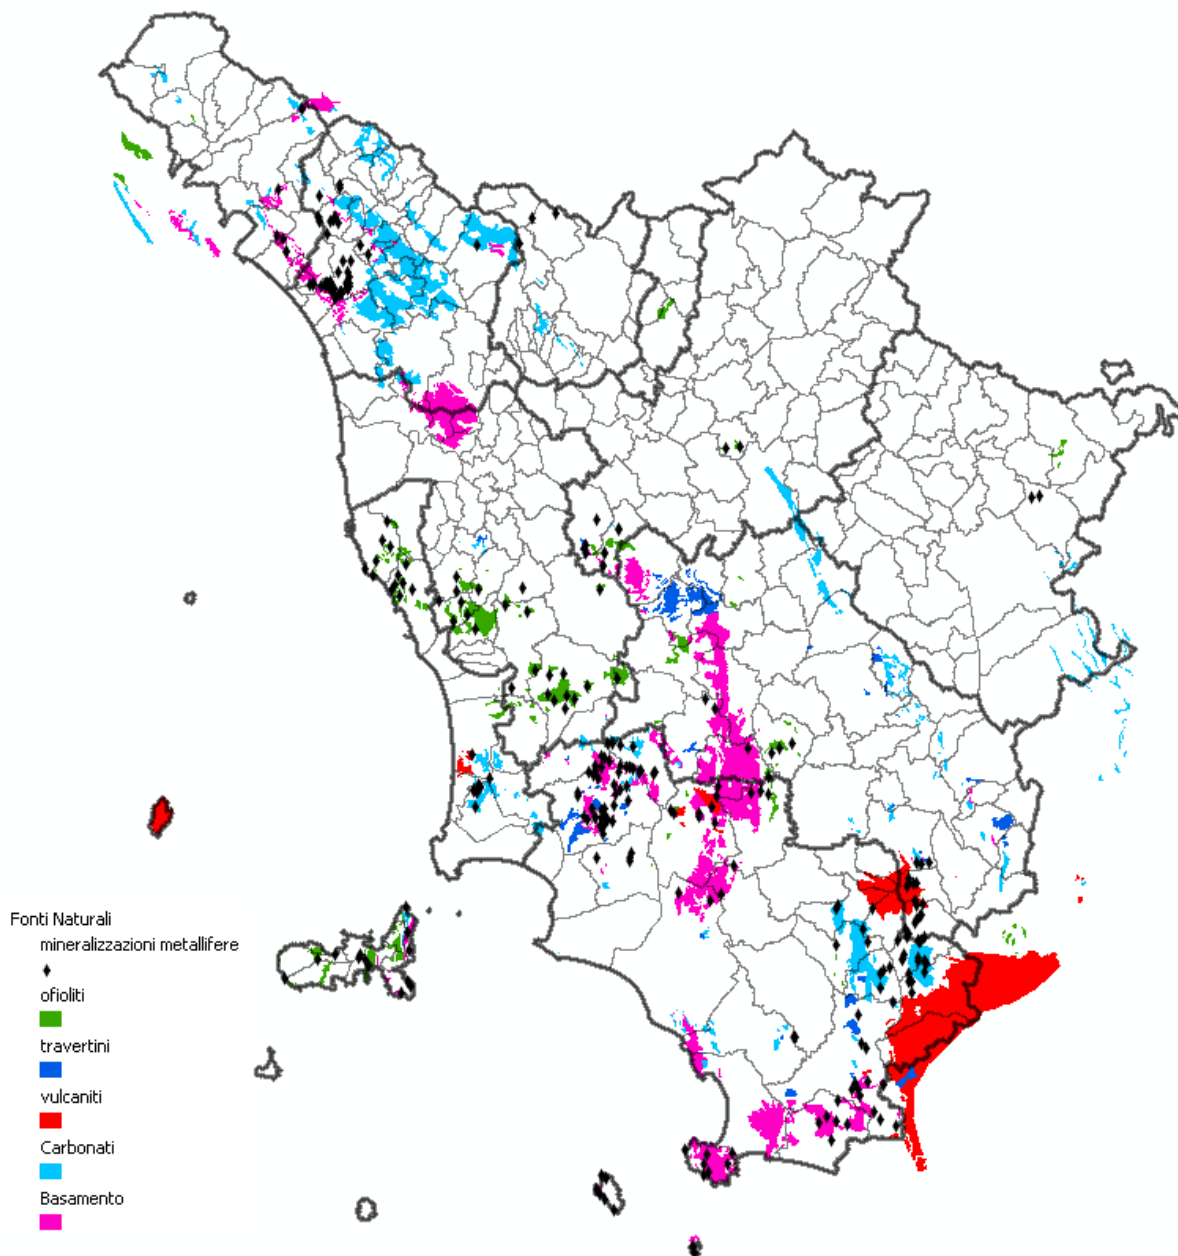 Fonti Naturali
mineralizzazioni metallifere
ofioliti
travertini
vulcaniti
Carbonati
Basamento